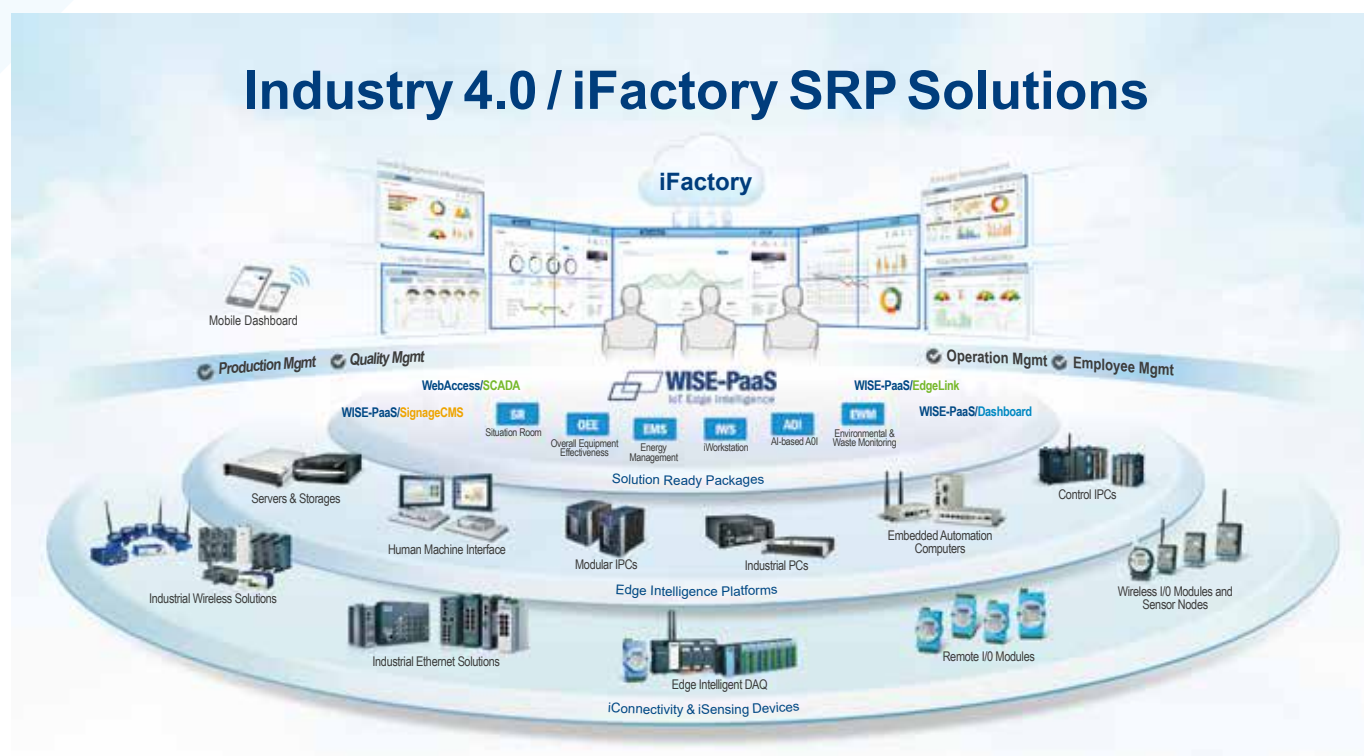 Industry 4.0 / iFactory SRP Solutions
iFactory
Mobile Dashboard
Production Mgmt
Quality Mgmt
Operation Mgmt
Employee Mgmt
WISE-PaaS
IoT Edge Intelligence
WebAccess/SCADA
WISE-PaaS/EdgeLink
WISE-PaaS/SignageCMS
WISE-PaaS/Dashboard
SR
Situation Room
OEE
Overall Equipment
Effectiveness
EMS
Energy
Management
iWS
iWorkstation
AOI
AI-based A0I
EWM
Environmental &
Waste Monitoring
Solution Ready Packages
Servers & Storages
Human Machine Interface
Modular IPCs
Industrial PCs
Embedded Automation
Computers
Control IPCs
Edge Intelligence Platforms
Industrial Wireless Solutions
Industrial Ethernet Solutions
Edge Intelligent DAQ
Remote I/0 Modules
Wireless I/0 Modules and
Sensor Nodes
iConnectivity & iSensing Devices